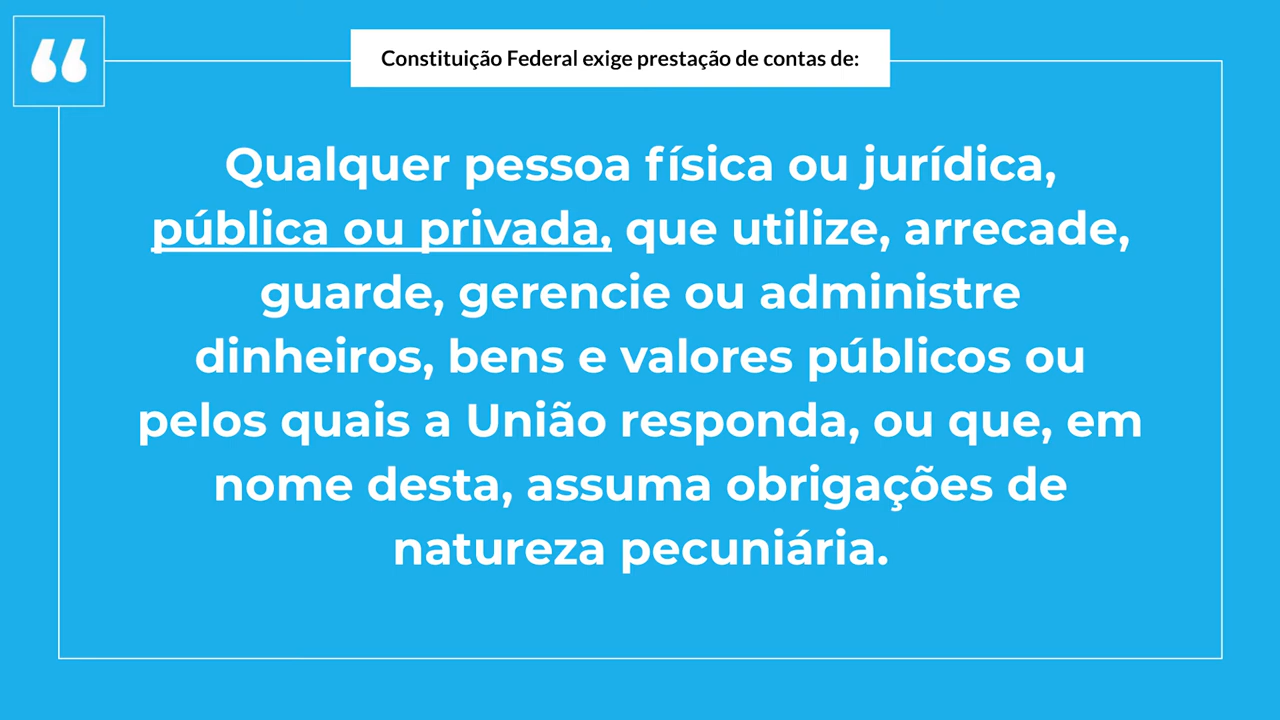 “
Constituição Federal exige prestação de contas de:
Qualquer pessoa física ou jurídica,
pública ou privada, que utilize, arrecade,
guarde, gerencie ou administre
dinheiros, bens e valores públicos ou
pelos quais a União responda, ou que, em
nome desta, assuma obrigações de
natureza pecuniária.